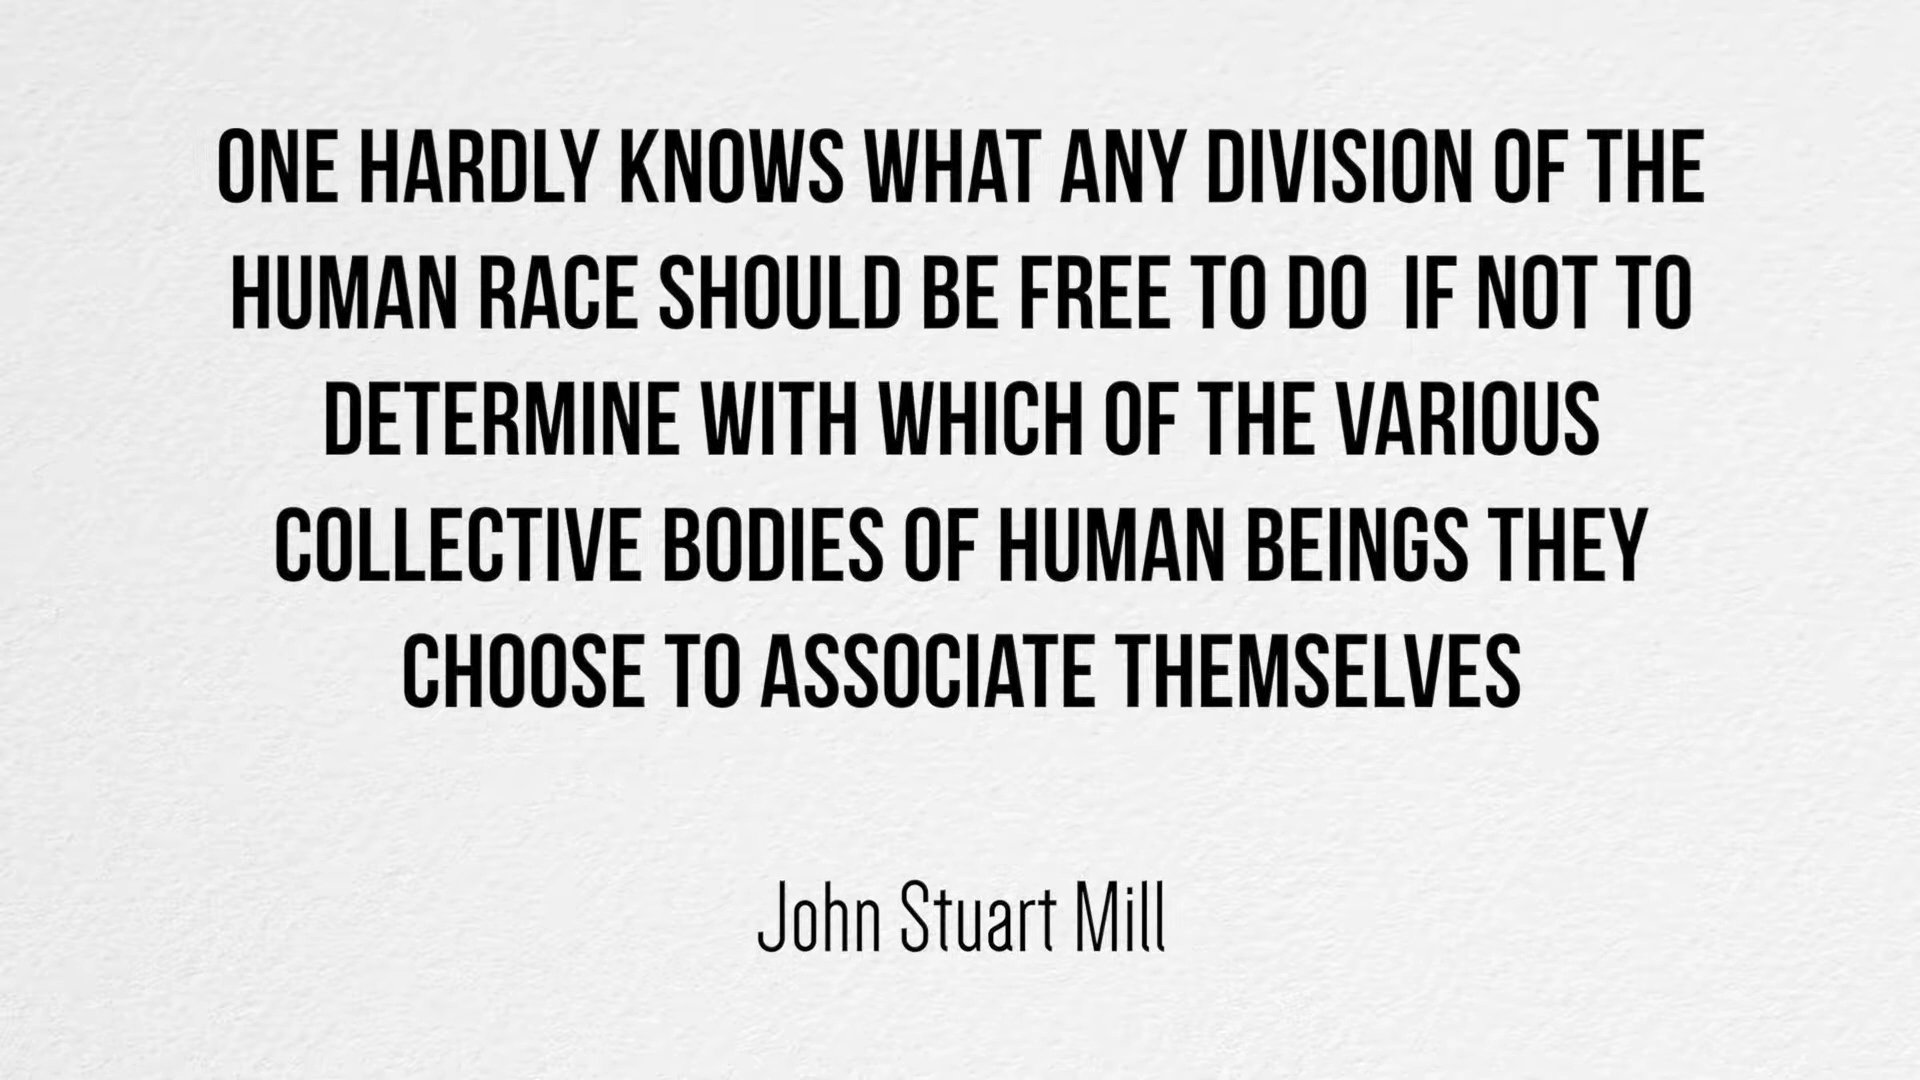 ONE HARDLY KNOWS WHAT ANY DIVISION OF THE
HUMAN RACE SHOULD BE FREE TO DO  IF NOT TO
DETERMINE WITH WHICH OF THE VARIOUS
COLLECTIVE BODIES OF HUMAN BEINGS THEY
CHOOSE TO ASSOCIATE THEMSELVES
John Stuart Mill